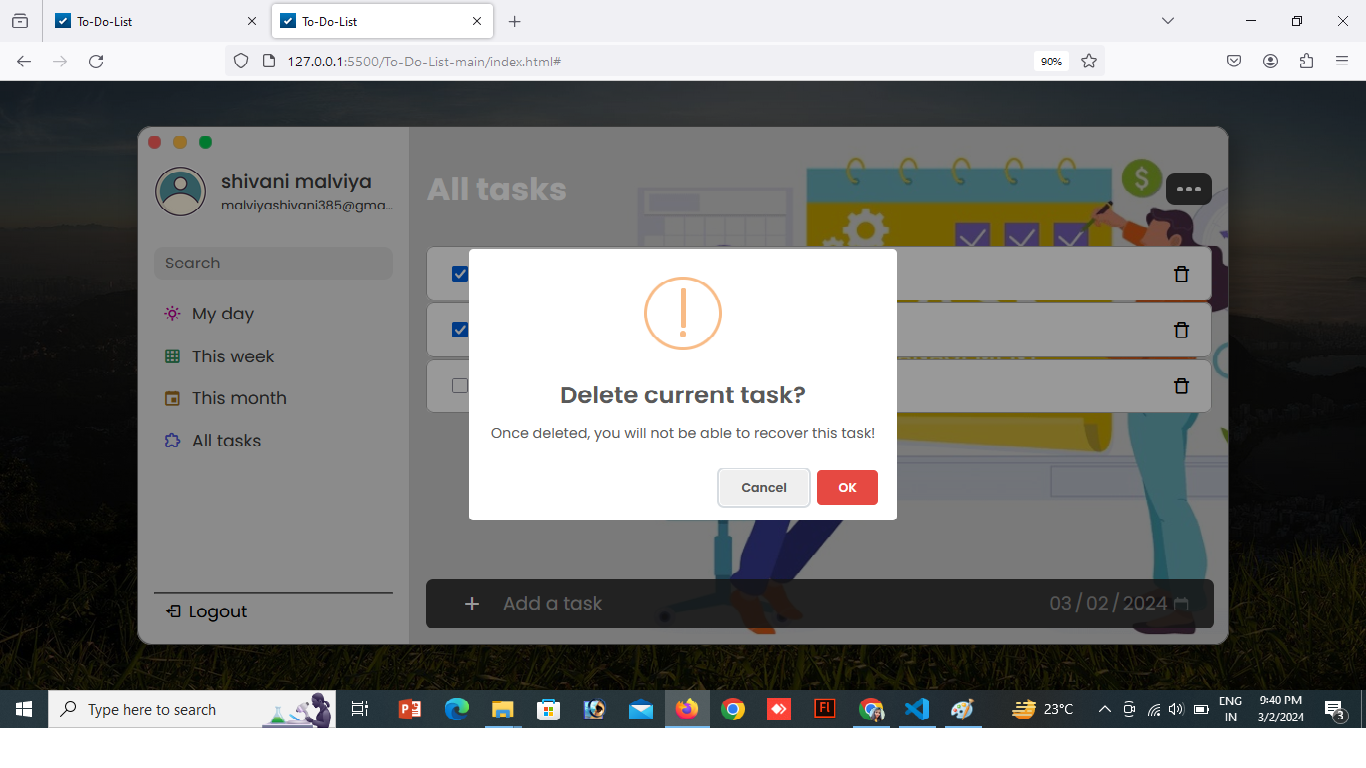 To-Do-List
To-Do-List
127.0.0.1:5500/To-Do-List-main/index.html#
90%
shivani malviya
malviyashivani385@gma...
All tasks
Search
My day
This week
This month
All tasks
Logout
Delete current task?
Once deleted, you will not be able to recover this task!
Cancel
OK
+ Add a task
03 / 02 / 2024
Type here to search
Fl
23°C
ENG
IN
9:40 PM
3/2/2024
3